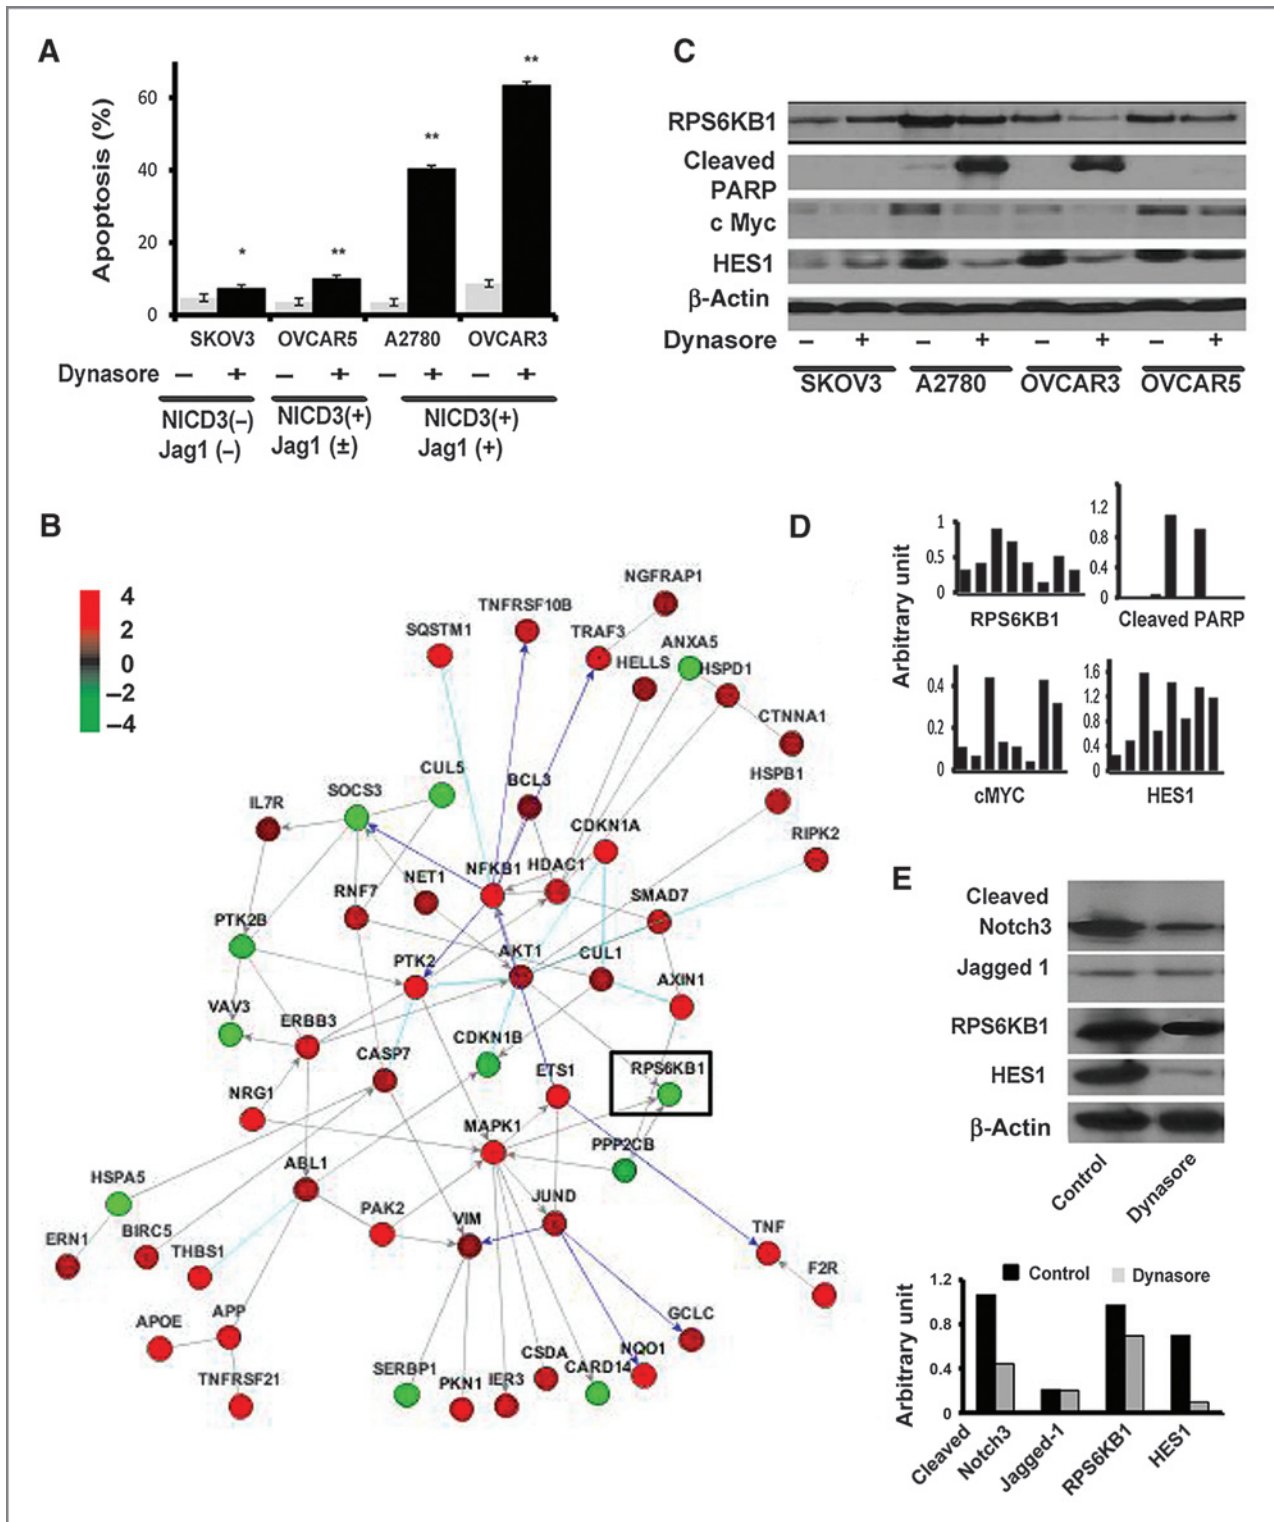 A
Apoptosis (%)
60
40
20
0
*
**
**
**
SKOV3 OVCAR5 A2780 OVCAR3
Dynasore – + – + – + – +
NICD3(–) NICD3(+) NICD3(+)
Jag1 (–) Jag1 (±) Jag1 (+)
C
RPS6KB1
Cleaved
PARP
c Myc
HES1
β-Actin
Dynasore – + – + – + – +
SKOV3 A2780 OVCAR3 OVCAR5
B
4
2
0
–2
–4
NGFRAP1
TNFRSF10B
SQSTM1
TRAF3
ANXA5
HELLS
HSPD1
CTNNA1
CUL5
BCL3
HSPB1
SOCS3
IL7R
CDKN1A
RIPK2
NFKB1
HDAC1
NET1
RNF7
SMAD7
PTK2B
AKT1
CUL1
PTK2
AXIN1
VAV3
ERBB3
CDKN1B
CASP7
RPS6KB1
ETS1
NRG1
MAPK1
PPP2CB
HSPA5
ABL1
PAK2
VIM
JUND
TNF
ERN1
BIRC5
THBS1
F2R
APOE
APP
GCLC
TNFRSF21
SERBP1
PKN1
IER3
CSDA
CARD14
NQO1
D
Arbitrary unit
1
0.5
0
RPS6KB1
1.2
0.8
0.4
0
Cleaved PARP
0.4
0.2
0
cMYC
1.6
1.2
0.8
0.4
0
HES1
E
Cleaved
Notch3
Jagged 1
RPS6KB1
HES1
β-Actin
Control
Dynasore
Control Dynasore
Arbitrary unit
1.2
0.8
0.4
0
Cleaved
Notch3
Jagged-1
RPS6KB1
HES1